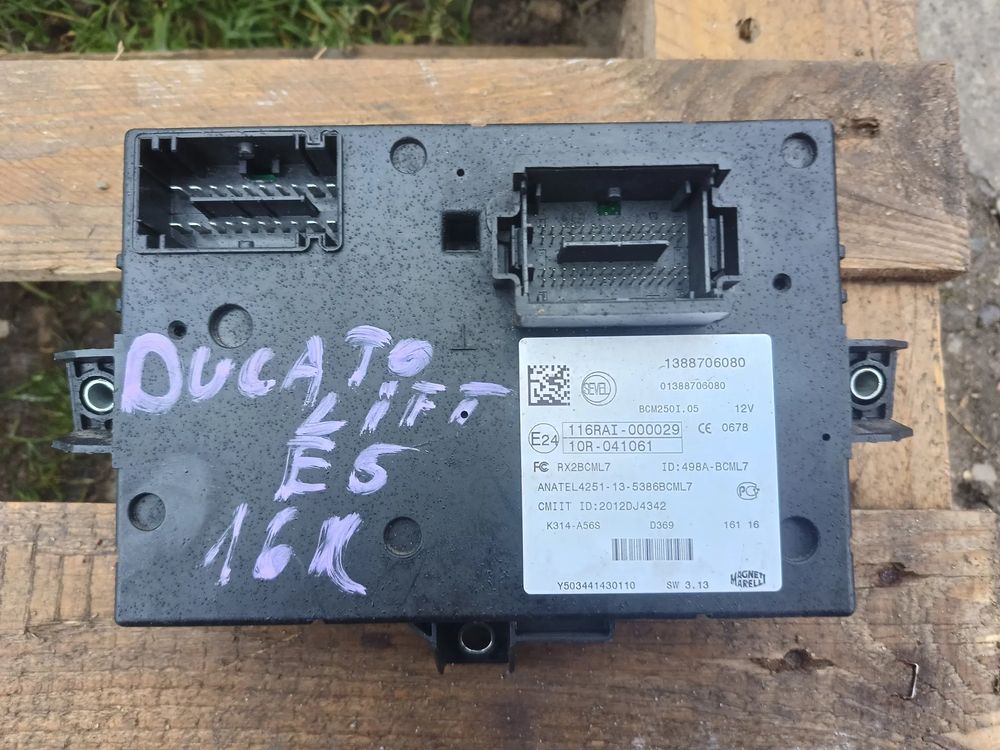 DUCATO
LIFT
E5
16R
1388706080
SEVEL
01388706080
BCM250I.05 12V
E24
116RAI-000029
10R-041061
CE 0678
FC RX2BCML7 ID:498A-BCML7
ANATEL4251-13-5386BCML7
CMIIT ID:2012DJ4342
K314-A56S D369 161 16
Y503441430110 SW 3.13
MAGNETI
MARELLI